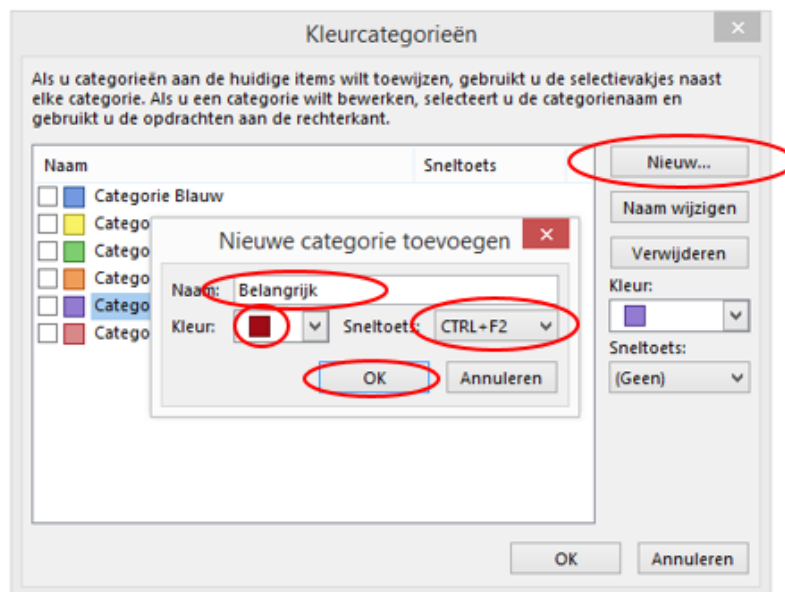 Kleurcategorieën
Als u categorieën aan de huidige items wilt toewijzen, gebruikt u de selectievakjes naast
elke categorie. Als u een categorie wilt bewerken, selecteert u de categorienaam en
gebruikt u de opdrachten aan de rechterkant.
Naam Sneltoets
Nieuw...
Categorie Blauw
Naam wijzigen
Catego
Catego
Verwijderen
Catego
Kleur:
Catego
Catego
Sneltoets:
(Geen)
Nieuwe categorie toevoegen
Naam: Belangrijk
Kleur: Sneltoets: CTRL+F2
OK Annuleren
OK Annuleren